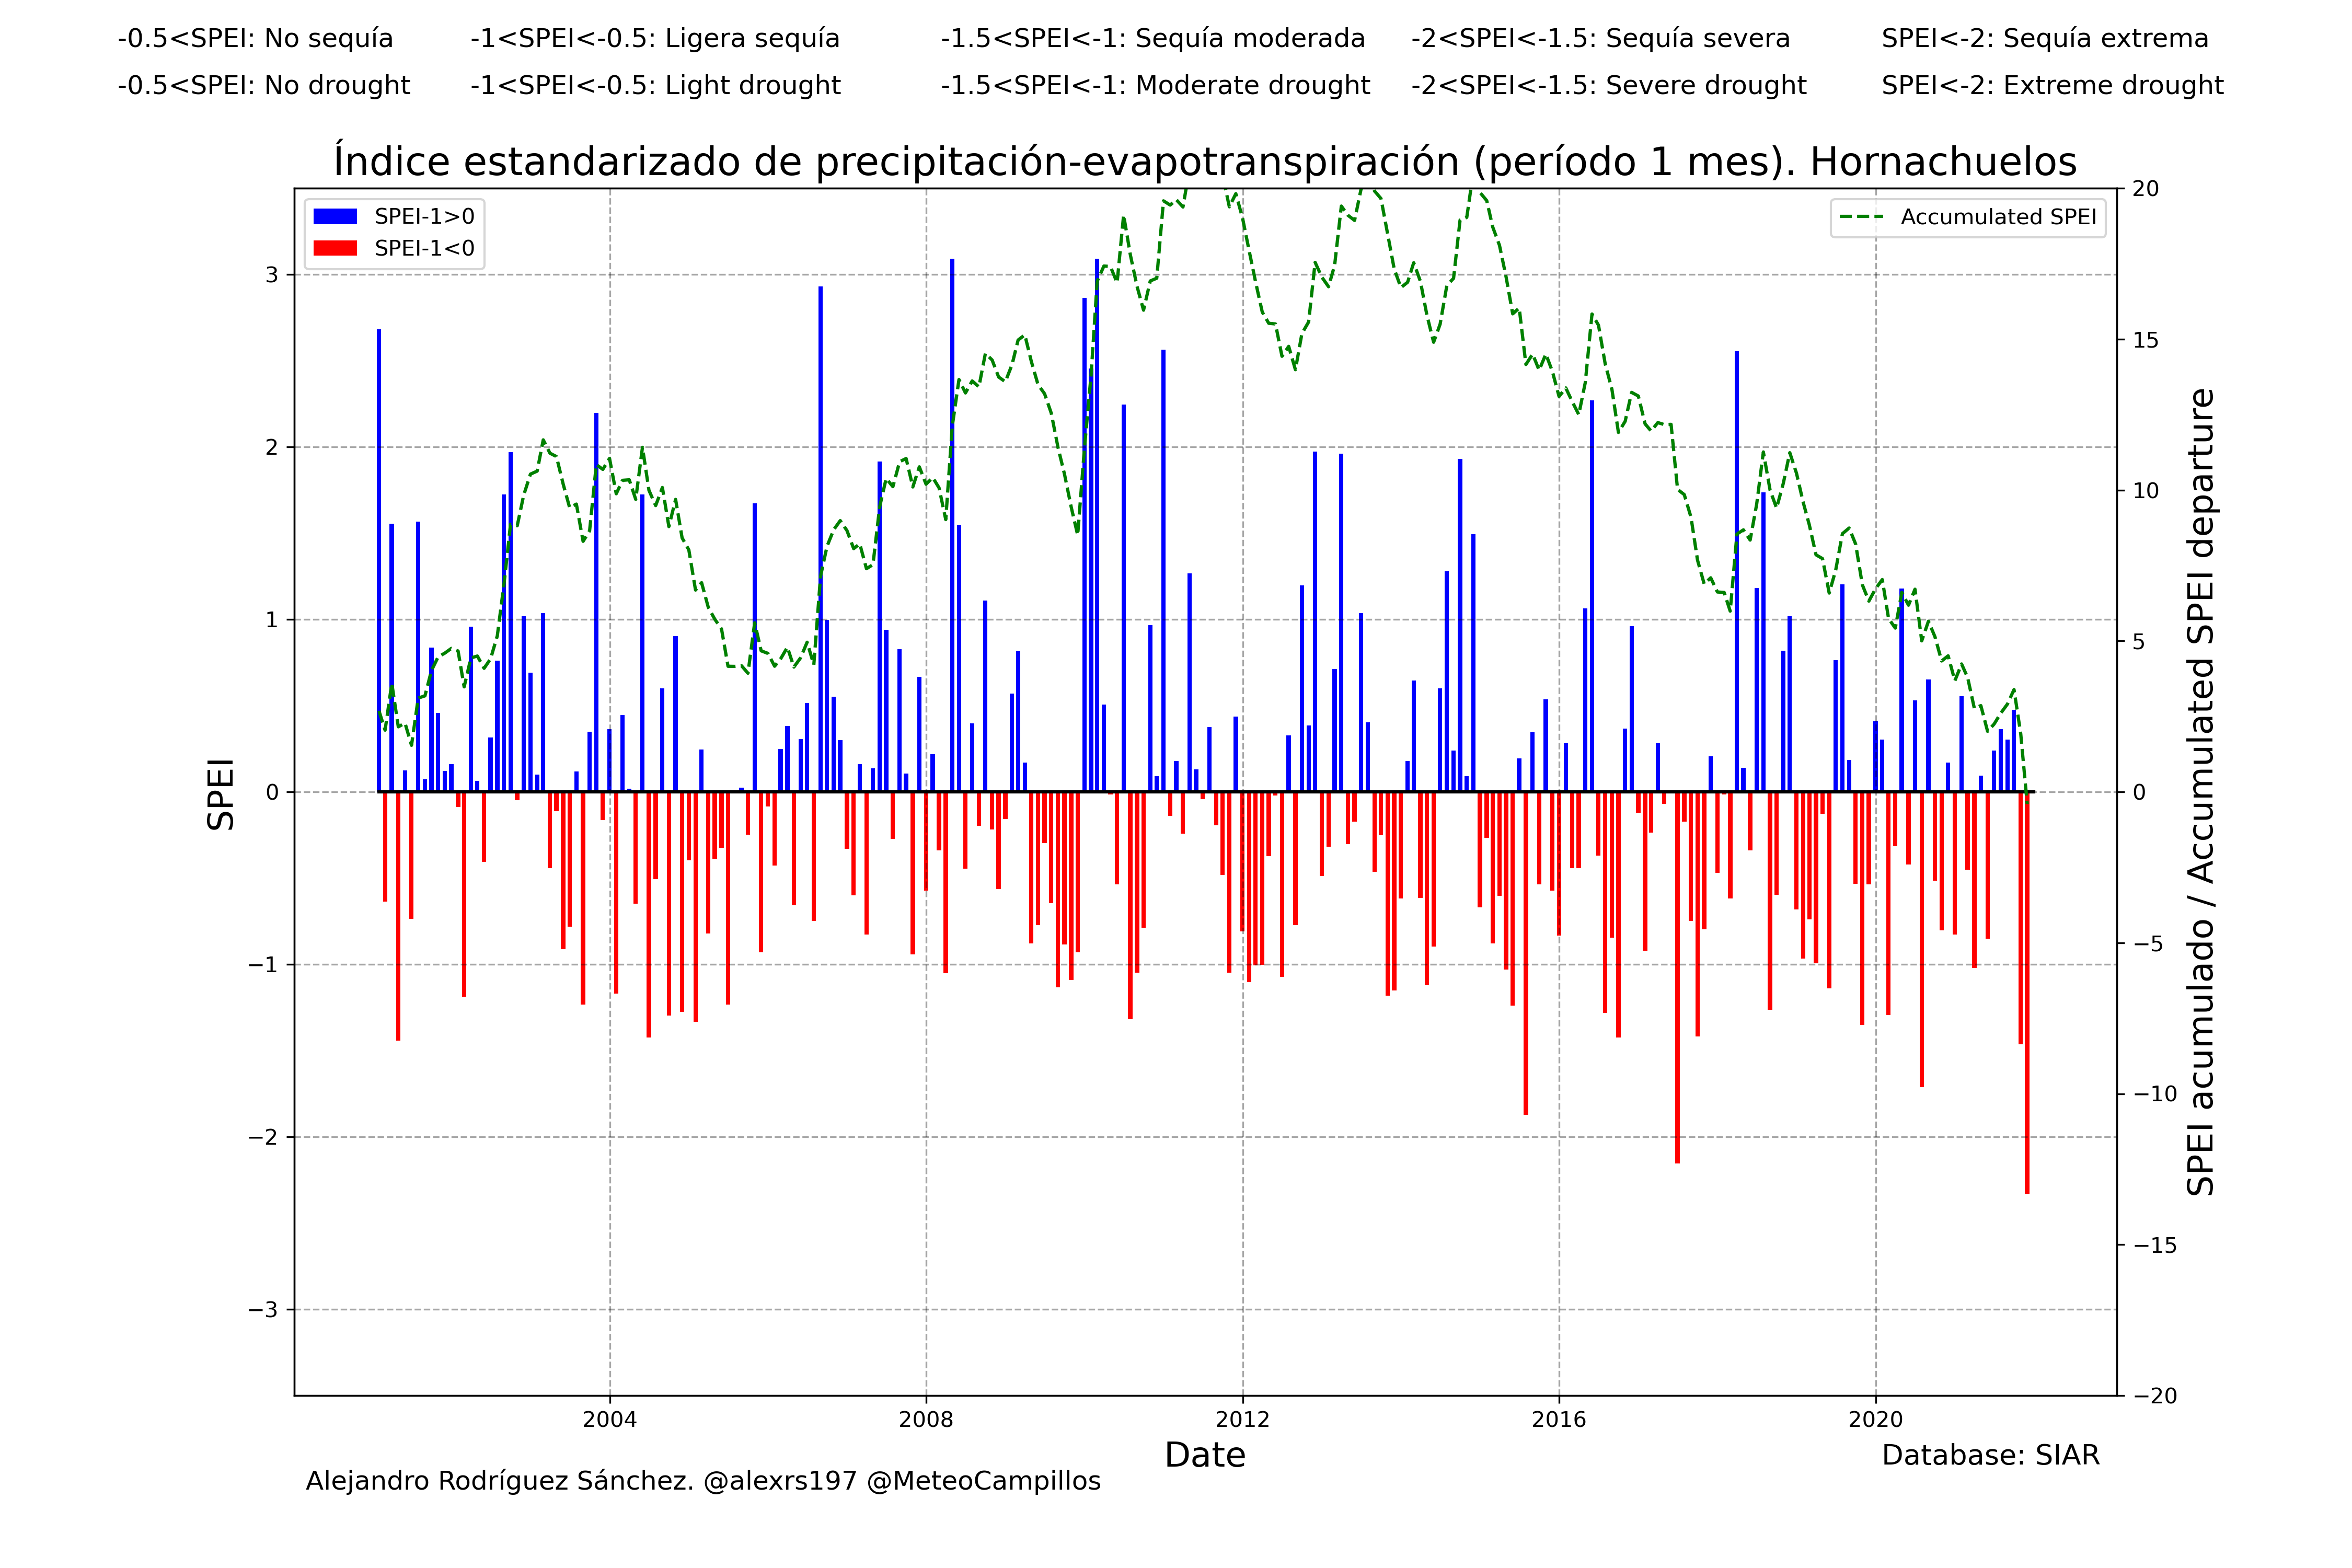 -0.5<SPEI: No sequía -1<SPEI<-0.5: Ligera sequía -1.5<SPEI<-1: Sequía moderada -2<SPEI<-1.5: Sequía severa SPEI<-2: Sequía extrema
-0.5<SPEI: No drought -1<SPEI<-0.5: Light drought -1.5<SPEI<-1: Moderate drought -2<SPEI<-1.5: Severe drought SPEI<-2: Extreme drought
Índice estandarizado de precipitación-evapotranspiración (período 1 mes). Hornachuelos
SPEI-1>0
SPEI-1<0
Accumulated SPEI
SPEI
3
2
1
0
−1
−2
−3
20
15
10
5
0
−5
−10
−15
−20
SPEI acumulado / Accumulated SPEI departure
2004 2008 2012 2016 2020
Date
Database: SIAR
Alejandro Rodríguez Sánchez. @alexrs197 @MeteoCampillos